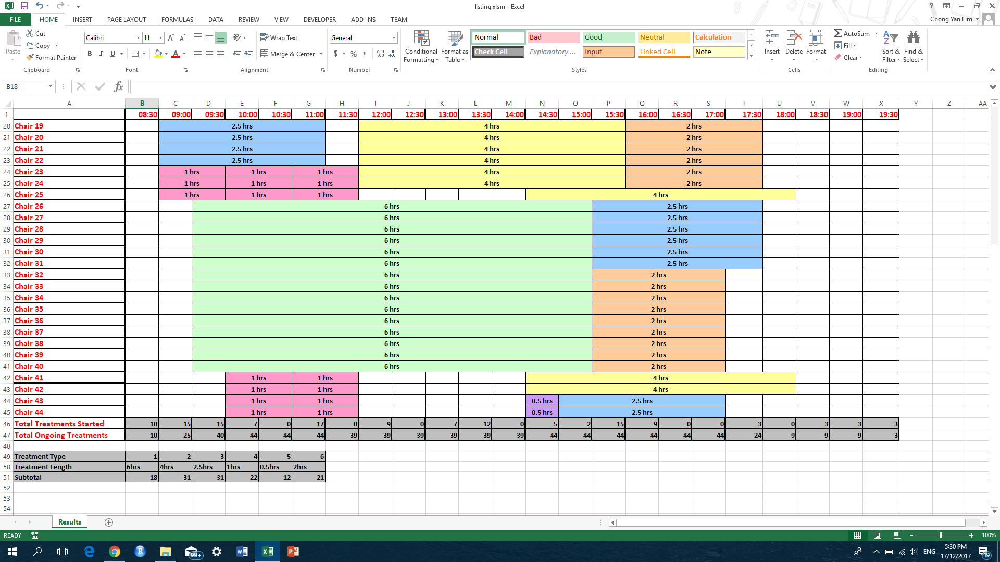 listing.xlsm - Excel
FILE HOME INSERT PAGE LAYOUT FORMULAS DATA REVIEW VIEW DEVELOPER ADD-INS TEAM Chong Yan Lim
Paste Cut Copy Format Painter Clipboard
Calibri 11 B I U Font
Wrap Text Merge & Center Alignment
General $ % , Number
Conditional Formatting Format as Table Normal Bad Good Neutral Calculation
Check Cell Explanatory ... Input Linked Cell Note Styles
Insert Delete Format Cells
AutoSum Fill Clear Sort & Filter Find & Select Editing
B18 fx
A B C D E F G H I J K L M N O P Q R S T U V W X Y Z AA
1 08:30 09:00 09:30 10:00 10:30 11:00 11:30 12:00 12:30 13:00 13:30 14:00 14:30 15:00 15:30 16:00 16:30 17:00 17:30 18:00 18:30 19:00 19:30
20 Chair 19 2.5 hrs 4 hrs 2 hrs
21 Chair 20 2.5 hrs 4 hrs 2 hrs
22 Chair 21 2.5 hrs 4 hrs 2 hrs
23 Chair 22 2.5 hrs 4 hrs 2 hrs
24 Chair 23 1 hrs 1 hrs 1 hrs 4 hrs 2 hrs
25 Chair 24 1 hrs 1 hrs 1 hrs 4 hrs 2 hrs
26 Chair 25 1 hrs 1 hrs 1 hrs 4 hrs
27 Chair 26 6 hrs 2.5 hrs
28 Chair 27 6 hrs 2.5 hrs
29 Chair 28 6 hrs 2.5 hrs
30 Chair 29 6 hrs 2.5 hrs
31 Chair 30 6 hrs 2.5 hrs
32 Chair 31 6 hrs 2.5 hrs
33 Chair 32 6 hrs 2 hrs
34 Chair 33 6 hrs 2 hrs
35 Chair 34 6 hrs 2 hrs
36 Chair 35 6 hrs 2 hrs
37 Chair 36 6 hrs 2 hrs
38 Chair 37 6 hrs 2 hrs
39 Chair 38 6 hrs 2 hrs
40 Chair 39 6 hrs 2 hrs
41 Chair 40 6 hrs 2 hrs
42 Chair 41 1 hrs 1 hrs 4 hrs
43 Chair 42 1 hrs 1 hrs 4 hrs
44 Chair 43 1 hrs 1 hrs 0.5 hrs 2.5 hrs
45 Chair 44 1 hrs 1 hrs 0.5 hrs 2.5 hrs
46 Total Treatments Started 10 15 15 7 0 17 0 9 0 7 12 0 5 2 15 9 0 0 3 0 3 3 3
47 Total Ongoing Treatments 10 25 40 44 44 44 39 39 39 39 39 39 44 44 44 44 44 44 24 9 9 9 3
48
49 Treatment Type 1 2 3 4 5 6
50 Treatment Length 6hrs 4hrs 2.5hrs 1hrs 0.5hrs 2hrs
51 Subtotal 18 31 31 22 12 21
52
53
54
Results
READY 100%
99+ ENG 5:30 PM
17/12/2017 19